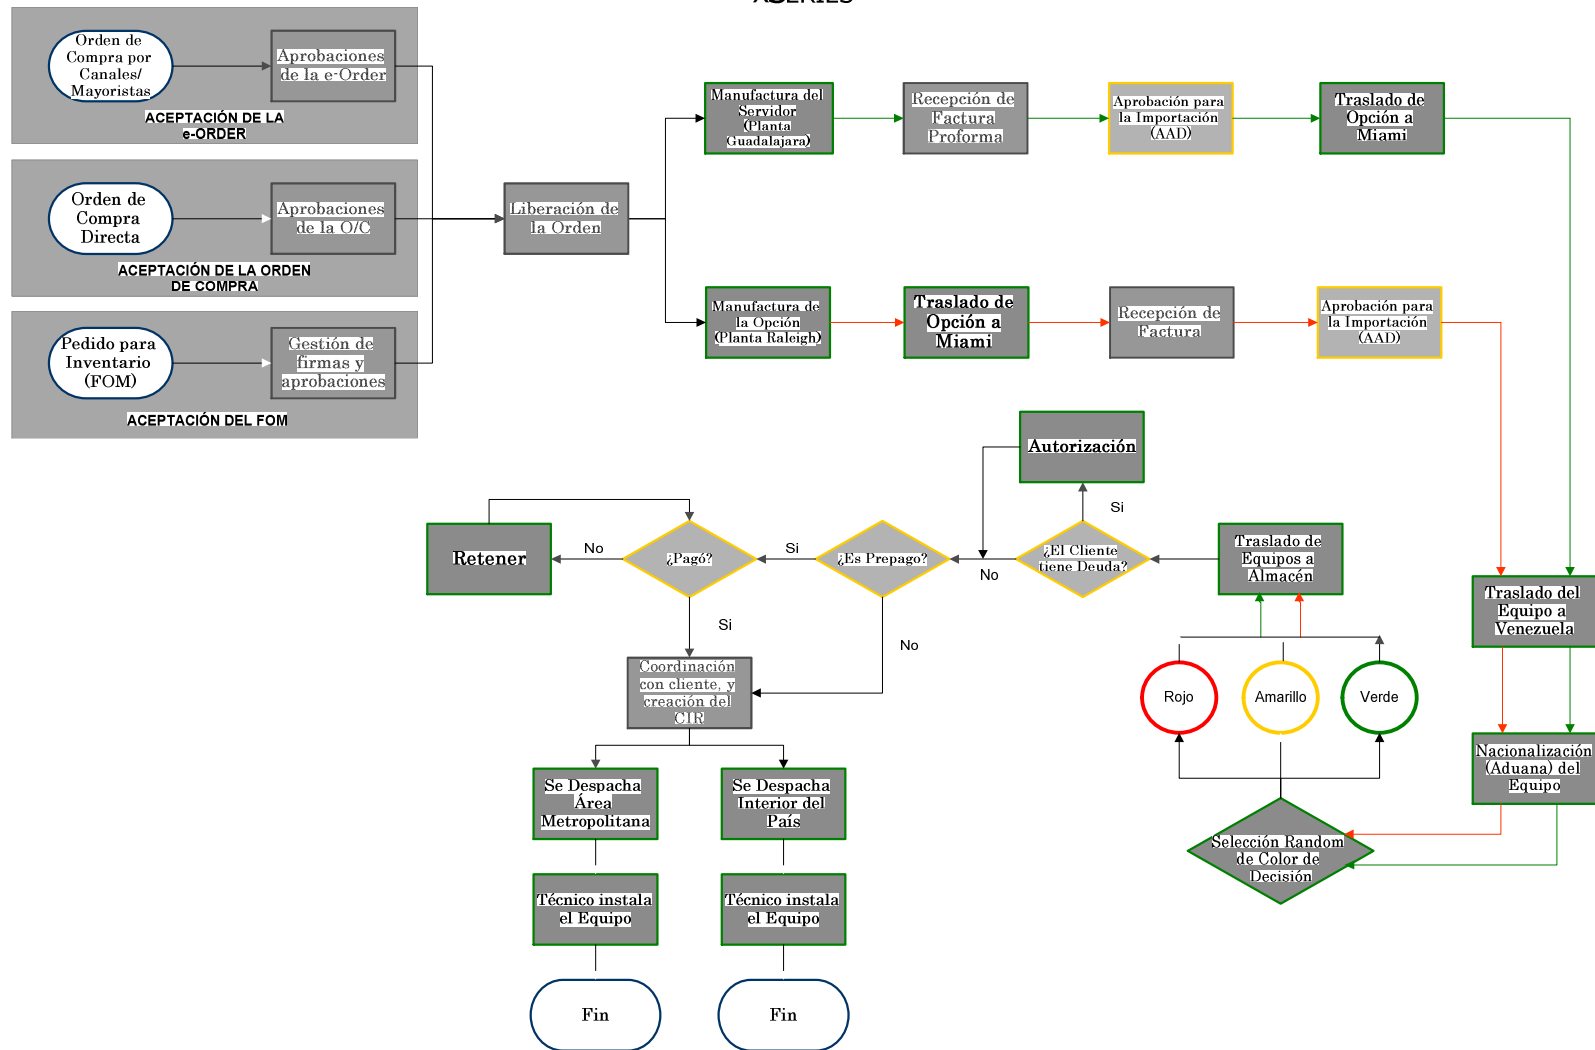 XSERIES
Orden de
Compra por
Canales/
Mayoristas
Aprobaciones
de la e-Order
ACEPTACIÓN DE LA
e-ORDER
Orden de
Compra
Directa
Aprobaciones
de la O/C
ACEPTACIÓN DE LA ORDEN
DE COMPRA
Pedido para
Inventario
(FOM)
Gestión de
firmas y
aprobaciones
ACEPTACIÓN DEL FOM
Liberación de
la Orden
Manufactura del
Servidor
(Planta
Guadalajara)
Recepción de
Factura
Proforma
Aprobación para
la Importación
(AAD)
Traslado de
Opción a
Miami
Manufactura de
la Opción
(Planta Raleigh)
Traslado de
Opción a
Miami
Recepción de
Factura
Aprobación para
la Importación
(AAD)
Autorización
Si
Retener
No
¿Pagó?
Si
¿Es Prepago?
No
¿El Cliente
tiene Deuda?
Traslado de
Equipos a
Almacén
Traslado del
Equipo a
Venezuela
Si
No
Coordinación
con cliente, y
creación del
CIR
Rojo
Amarillo
Verde
Nacionalización
(Aduana) del
Equipo
Se Despacha
Área
Metropolitana
Se Despacha
Interior del
País
Selección Random
de Color de
Decisión
Técnico instala
el Equipo
Técnico instala
el Equipo
Fin
Fin